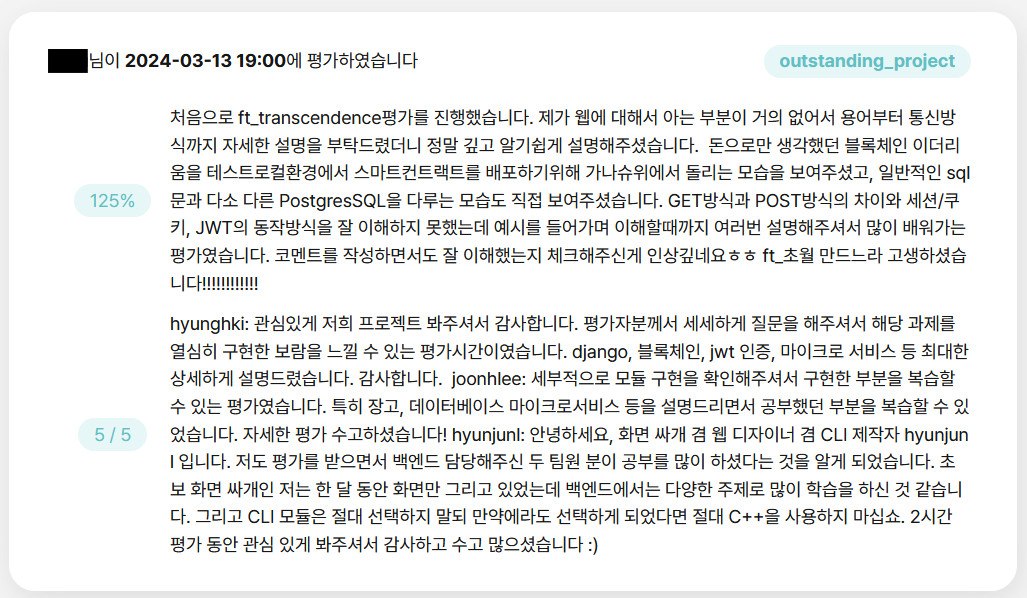 님이 2024-03-13 19:00에 평가하였습니다
outstanding_project
처음으로 ft_transcendence평가를 진행했습니다. 제가 웹에 대해서 아는 부분이 거의 없어서 용어부터 통신방
식까지 자세한 설명을 부탁드렸더니 정말 깊고 알기쉽게 설명해주셨습니다.  돈으로만 생각했던 블록체인 이더리
움을 테스트로컬환경에서 스마트컨트랙트를 배포하기위해 가나슈위에서 돌리는 모습을 보여주셨고, 일반적인 sql
125%
문과 다소 다른 PostgresSQL을 다루는 모습도 직접 보여주셨습니다. GET방식과 POST방식의 차이와 세션/쿠
키, JWT의 동작방식을 잘 이해하지 못했는데 예시를 들어가며 이해할때까지 여러번 설명해주셔서 많이 배워가는
평가였습니다. 코멘트를 작성하면서도 잘 이해했는지 체크해주신게 인상깊네요ㅎㅎ ft_초월 만드느라 고생하셨습
니다!!!!!!!!!!!!
hyunghki: 관심있게 저희 프로젝트 봐주셔서 감사합니다. 평가자분께서 세세하게 질문을 해주셔서 해당 과제를
열심히 구현한 보람을 느낄 수 있는 평가시간이었습니다. django, 블록체인, jwt 인증, 마이크로 서비스 등 최대한
상세하게 설명드렸습니다. 감사합니다.  joonhlee: 세부적으로 모듈 구현을 확인해주셔서 구현한 부분을 복습할
수 있는 평가였습니다. 특히 장고, 데이터베이스 마이크로서비스 등을 설명드리면서 공부했던 부분을 복습할 수 있
5 / 5
었습니다. 자세한 평가 수고하셨습니다! hyunjunl: 안녕하세요, 화면 싸개 겸 웹 디자이너 겸 CLI 제작자 hyunjun
l 입니다. 저도 평가를 받으면서 백엔드 담당해주신 두 팀원 분이 공부를 많이 하셨다는 것을 알게 되었습니다. 초
보 화면 싸개인 저는 한 달 동안 화면만 그리고 있었는데 백엔드에서는 다양한 주제로 많이 학습을 하신 것 같습니
다. 그리고 CLI 모듈은 절대 선택하지 말되 만약에라도 선택하게 되었다면 절대 C++을 사용하지 마십쇼. 2시간
평가 동안 관심 있게 봐주셔서 감사하고 수고 많으셨습니다 :)